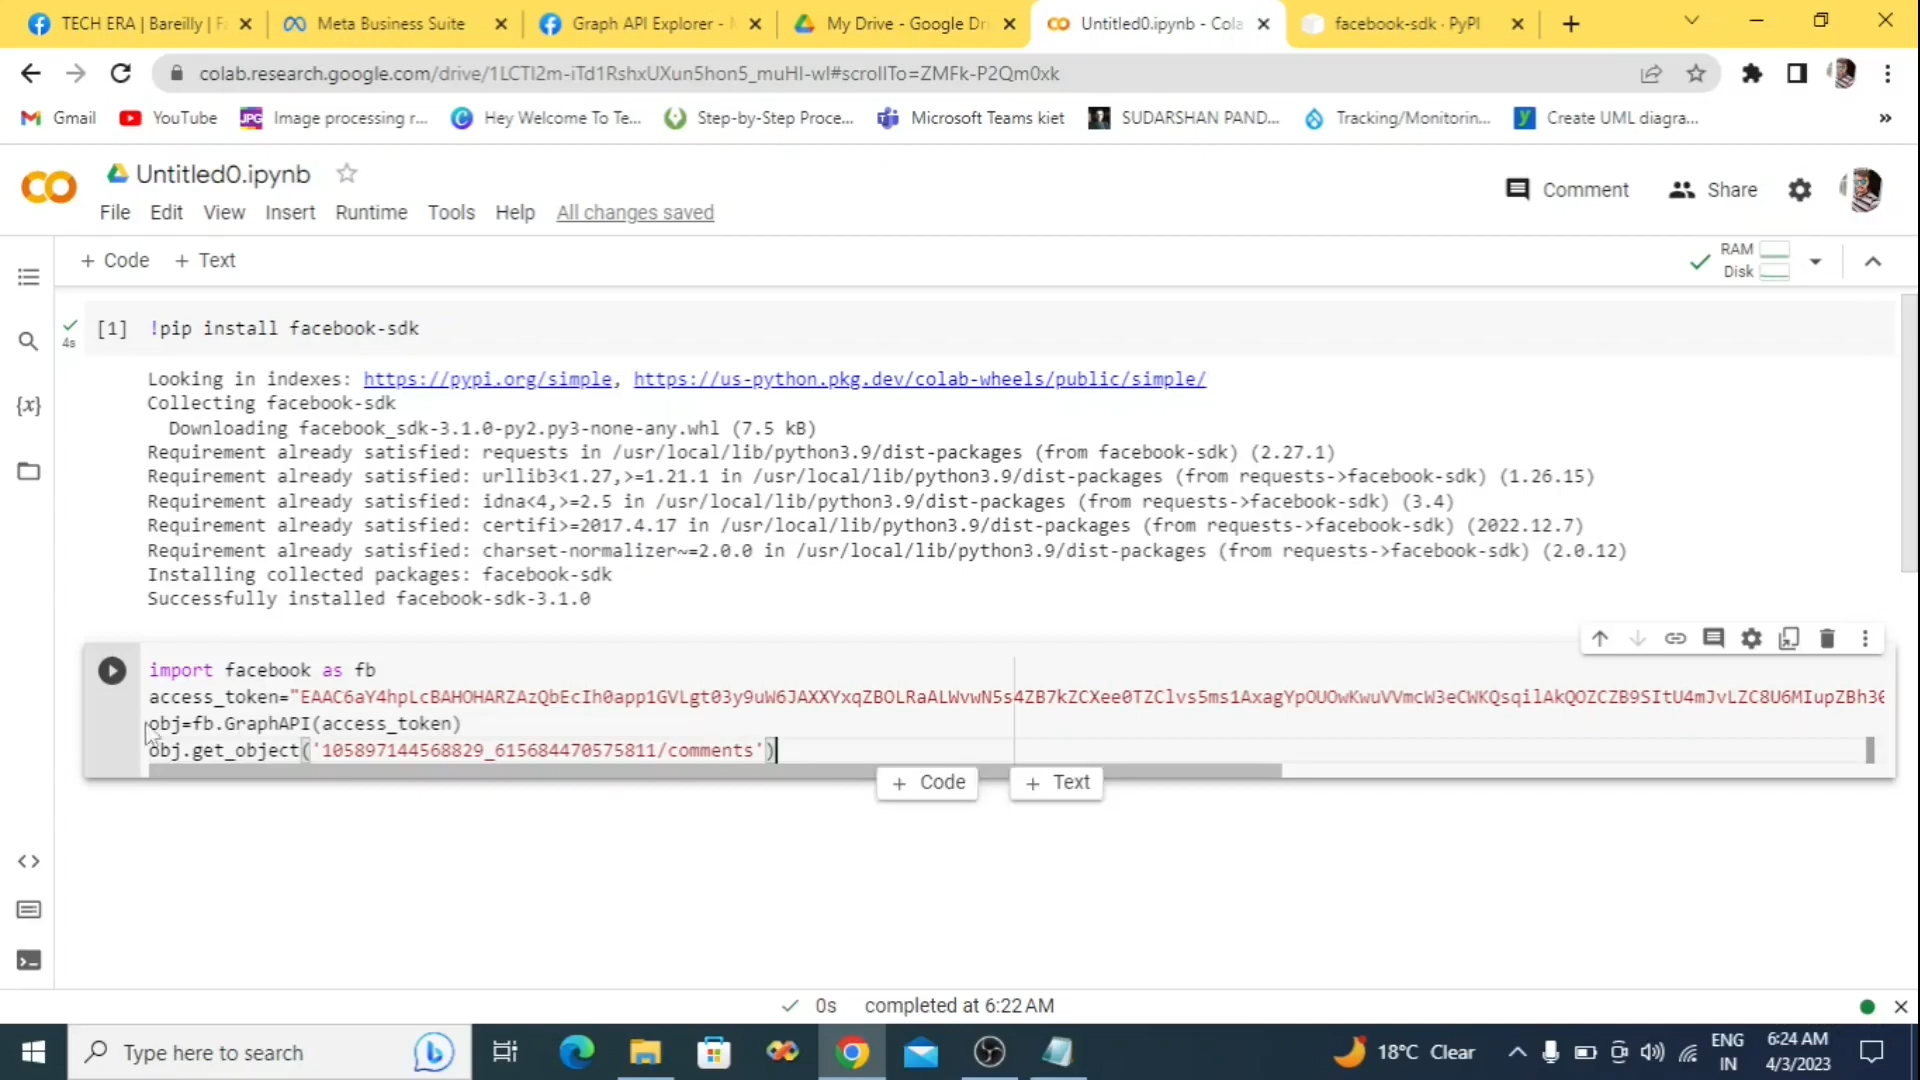 TECH ERA | Bareilly | Fa
Meta Business Suite
Graph API Explorer -
My Drive - Google Dri
Untitled0.ipynb - Cola
facebook-sdk · PyPI
colab.research.google.com/drive/1LCTI2m-iTd1RshxUXun5hon5_muHI-wI#scrollTo=ZMFk-P2Qm0xk
Gmail
YouTube
JPG
Image processing r...
Hey Welcome To Te...
Step-by-Step Proce...
Microsoft Teams kiet
SUDARSHAN PAND...
Tracking/Monitorin...
Create UML diagra...
»
Untitled0.ipynb
File Edit View Insert Runtime Tools Help All changes saved
Comment
Share
+ Code + Text
RAM
Disk
[1] !pip install facebook-sdk
4s
Looking in indexes: https://pypi.org/simple, https://us-python.pkg.dev/colab-wheels/public/simple/
Collecting facebook-sdk
Downloading facebook_sdk-3.1.0-py2.py3-none-any.whl (7.5 kB)
Requirement already satisfied: requests in /usr/local/lib/python3.9/dist-packages (from facebook-sdk) (2.27.1)
Requirement already satisfied: urllib3<1.27,>=1.21.1 in /usr/local/lib/python3.9/dist-packages (from requests->facebook-sdk) (1.26.15)
Requirement already satisfied: idna<4,>=2.5 in /usr/local/lib/python3.9/dist-packages (from requests->facebook-sdk) (3.4)
Requirement already satisfied: certifi>=2017.4.17 in /usr/local/lib/python3.9/dist-packages (from requests->facebook-sdk) (2022.12.7)
Requirement already satisfied: charset-normalizer~=2.0.0 in /usr/local/lib/python3.9/dist-packages (from requests->facebook-sdk) (2.0.12)
Installing collected packages: facebook-sdk
Successfully installed facebook-sdk-3.1.0
import facebook as fb
access_token="EAAC6aY4hpLcBAHOHARZAzQbEcIh0app1GVLgt03y9uW6JAXXYxqZBOLRaALWvwN5s4ZB7kZCXee0TZClvs5ms1AxagYpOUOwKwuVVmcW3eCWKQsqilAkQOZCZB9SItU4mJvLZC8U6MIupZBh30
obj=fb.GraphAPI(access_token)
obj.get_object('105897144568829_615684470575811/comments')
+ Code + Text
{x}
<>
0s completed at 6:22 AM
Type here to search
18°C Clear
ENG
IN
6:24 AM
4/3/2023